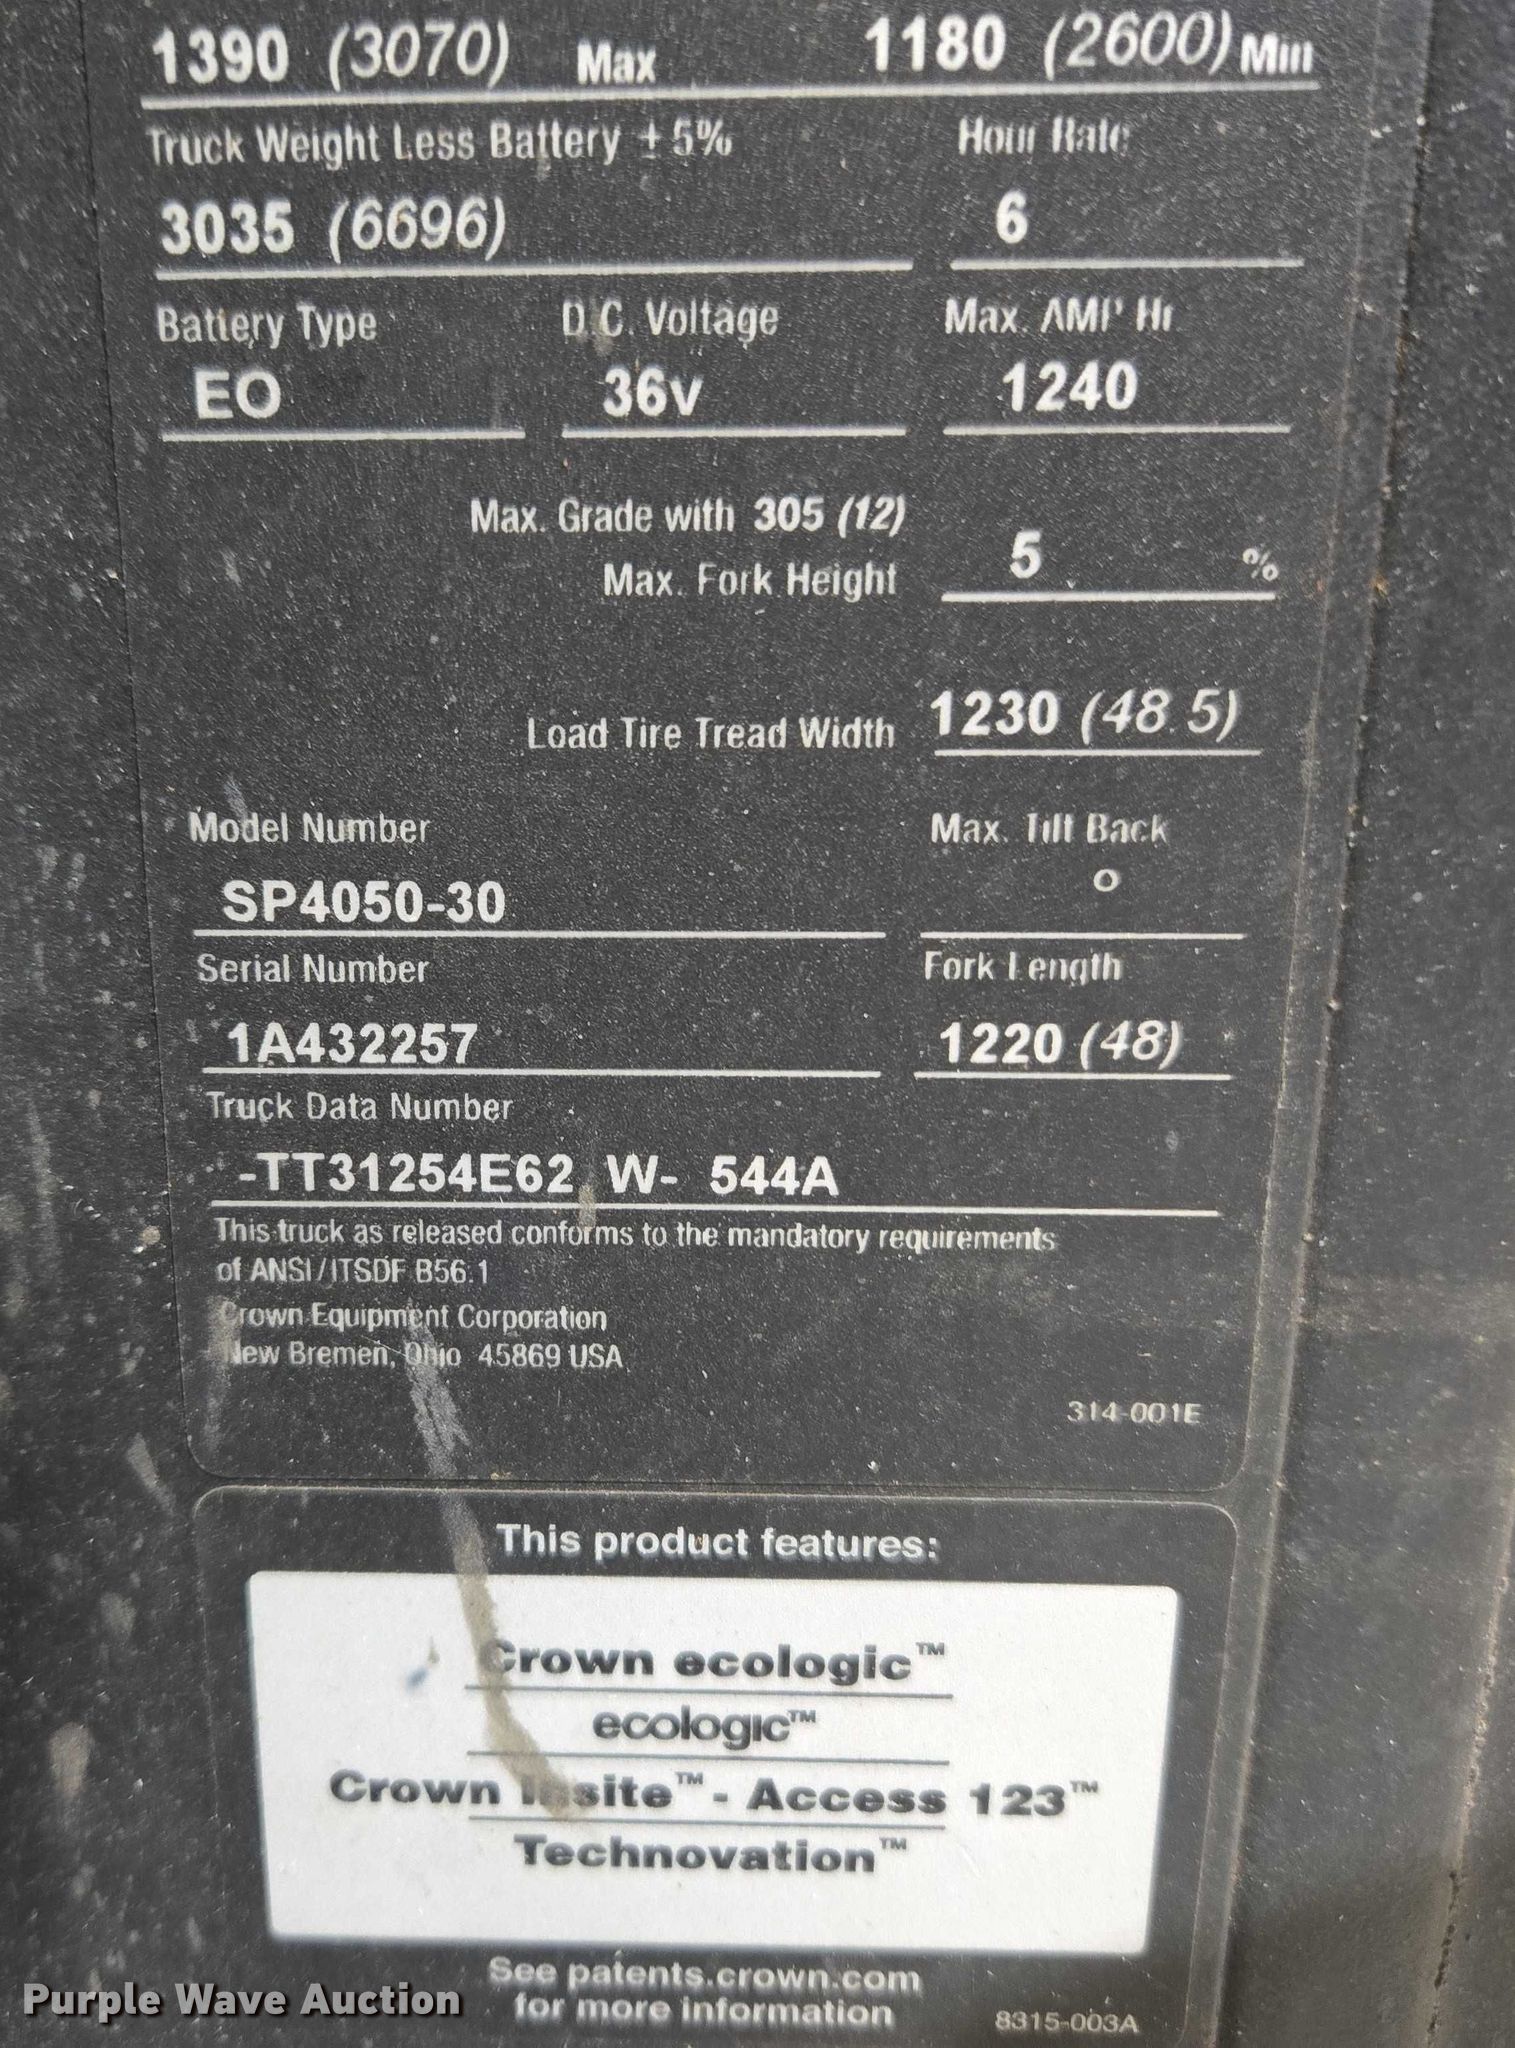 1390 (3070) Max 1180 (2600) Min
Truck Weight Less Battery ± 5% Hour Rate
3035 (6696) 6
Battery Type D.C. Voltage Max. AMP Hr
EO 36v 1240
Max. Grade with 305 (12)
Max. Fork Height 5 %
Load Tire Tread Width 1230 (48.5)
Model Number Max. Tilt Back
SP4050-30 o
Serial Number Fork Length
1A432257 1220 (48)
Truck Data Number
-TT31254E62 W- 544A
This truck as released conforms to the mandatory requirements
of ANSI/ITSDF B56.1
Crown Equipment Corporation
New Bremen, Ohio 45869 USA
314-001E
This product features:
Crown ecologic™
ecologic™
Crown Insite™ - Access 123™
Technovation™
See patents.crown.com
for more information
8315-003A
Purple Wave Auction